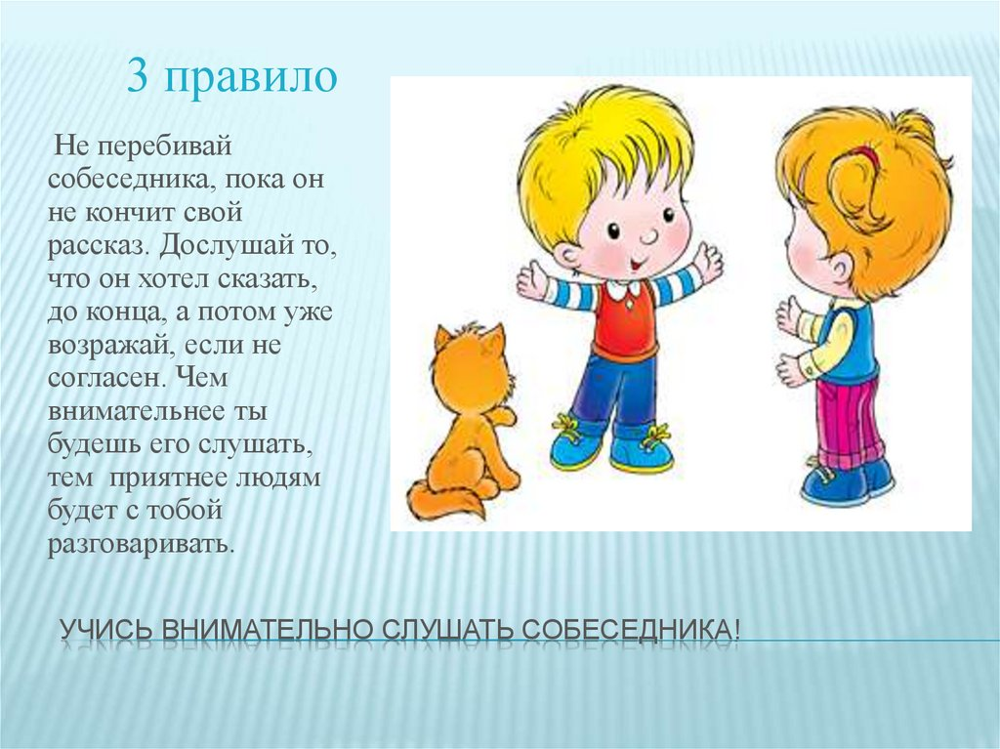 3 правило
Не перебивай
собеседника, пока он
не кончит свой
рассказ. Дослушай то,
что он хотел сказать,
до конца, а потом уже
возражай, если не
согласен. Чем
внимательнее ты
будешь его слушать,
тем приятнее людям
будет с тобой
разговаривать.
УЧИСЬ ВНИМАТЕЛЬНО СЛУШАТЬ СОБЕСЕДНИКА!